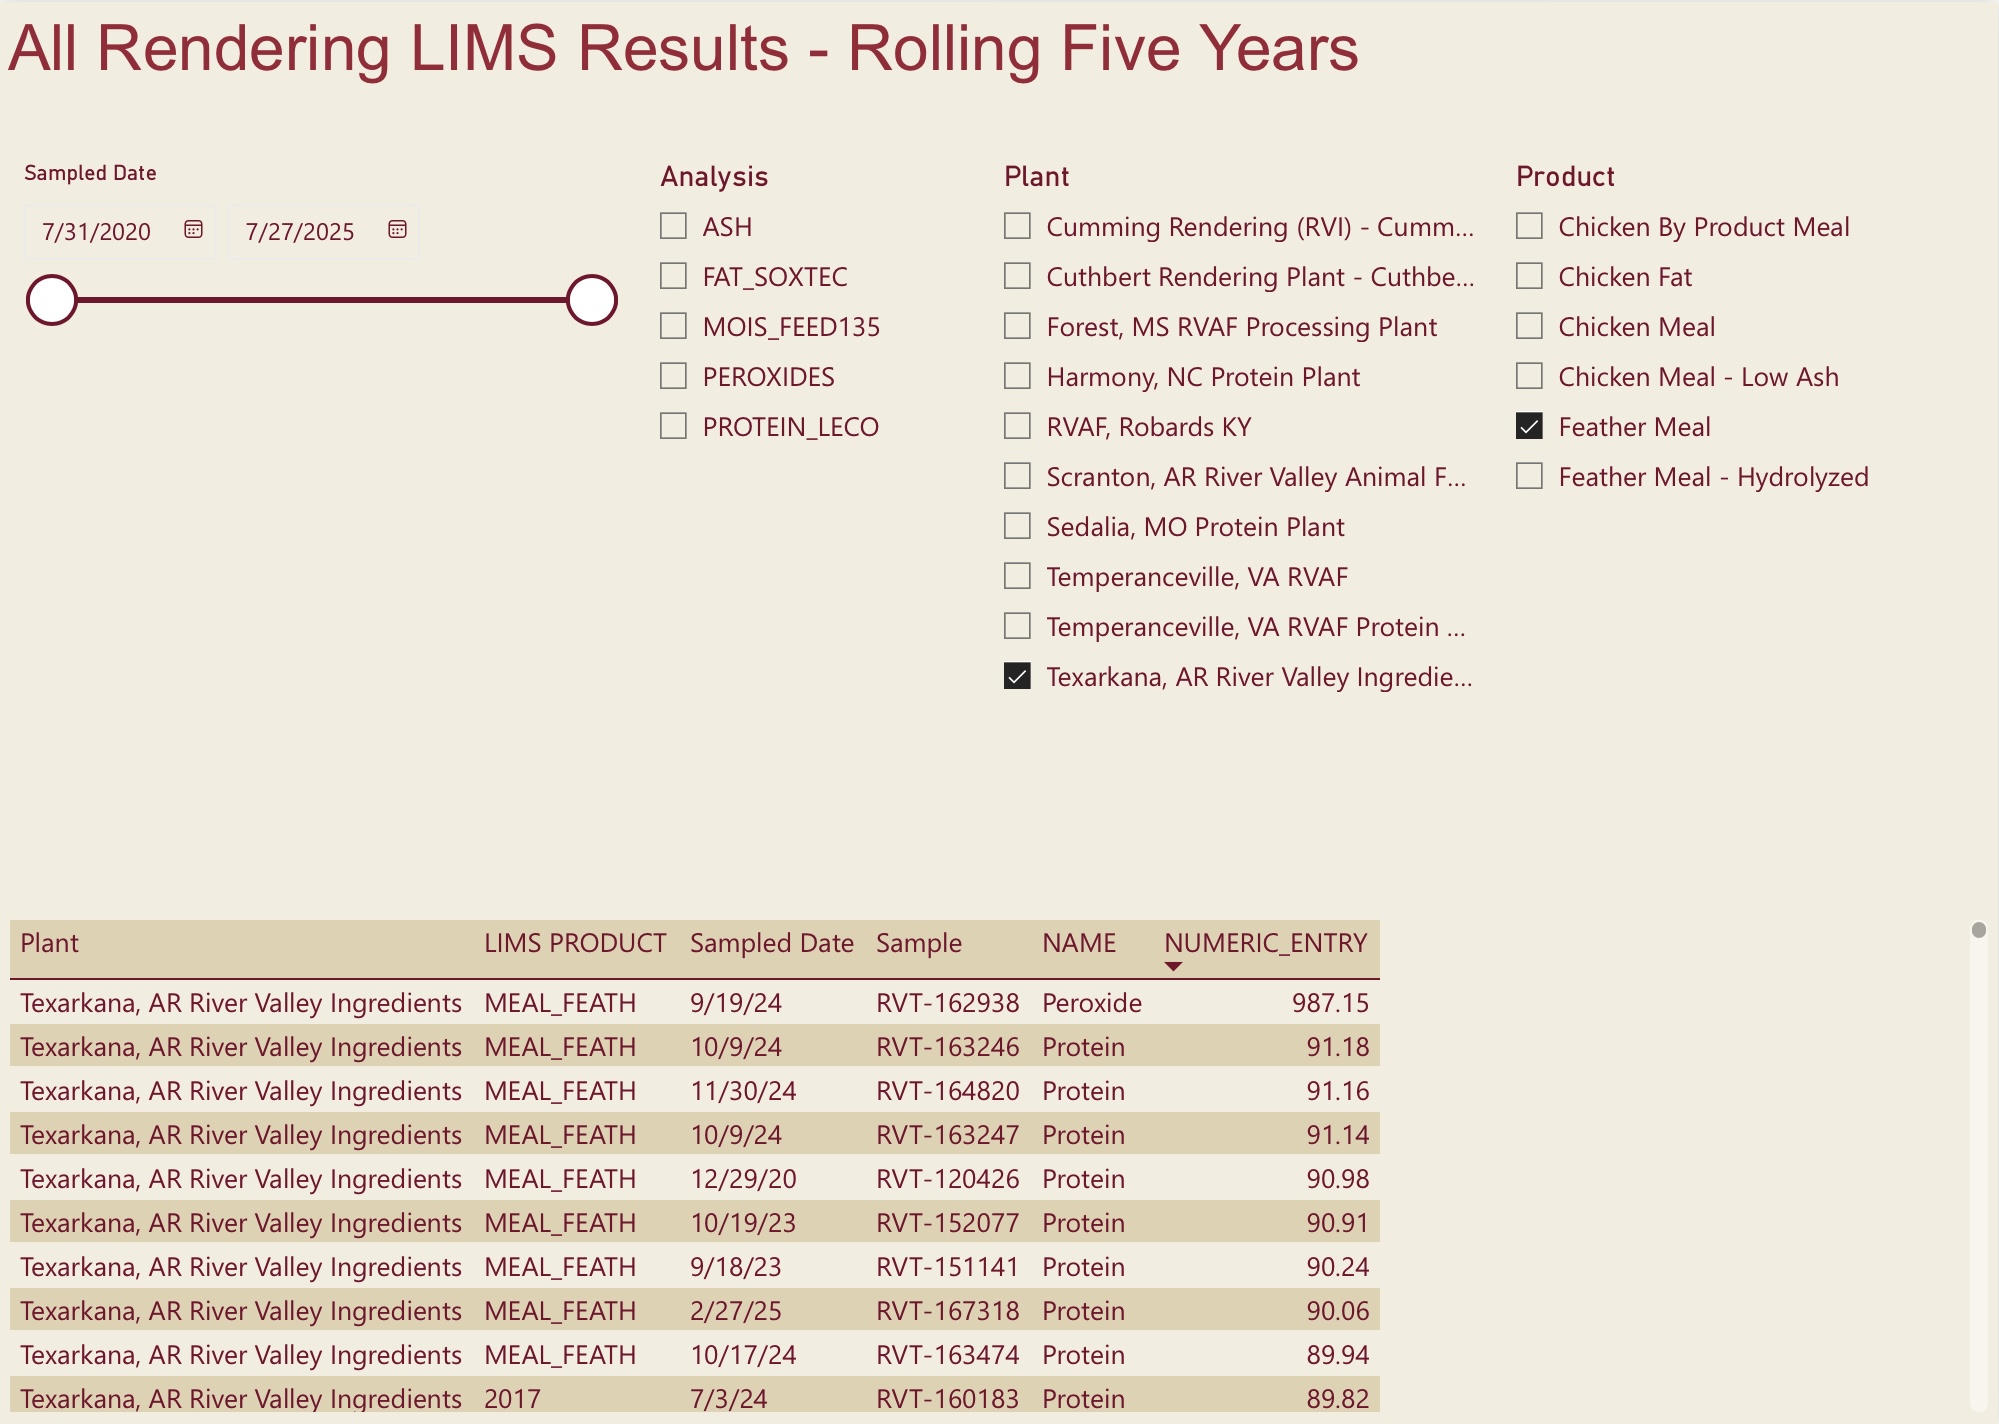 All Rendering LIMS Results - Rolling Five Years
Sampled Date
7/31/2020 7/27/2025
Analysis
ASH
FAT_SOXTEC
MOIS_FEED135
PEROXIDES
PROTEIN_LECO
Plant
Cumming Rendering (RVI) - Cumm...
Cuthbert Rendering Plant - Cuthbe...
Forest, MS RVAF Processing Plant
Harmony, NC Protein Plant
RVAF, Robards KY
Scranton, AR River Valley Animal F...
Sedalia, MO Protein Plant
Temperanceville, VA RVAF
Temperanceville, VA RVAF Protein ...
Texarkana, AR River Valley Ingredie...
Product
Chicken By Product Meal
Chicken Fat
Chicken Meal
Chicken Meal - Low Ash
Feather Meal
Feather Meal - Hydrolyzed
Plant LIMS PRODUCT Sampled Date Sample NAME NUMERIC_ENTRY
Texarkana, AR River Valley Ingredients MEAL_FEATH 9/19/24 RVT-162938 Peroxide 987.15
Texarkana, AR River Valley Ingredients MEAL_FEATH 10/9/24 RVT-163246 Protein 91.18
Texarkana, AR River Valley Ingredients MEAL_FEATH 11/30/24 RVT-164820 Protein 91.16
Texarkana, AR River Valley Ingredients MEAL_FEATH 10/9/24 RVT-163247 Protein 91.14
Texarkana, AR River Valley Ingredients MEAL_FEATH 12/29/20 RVT-120426 Protein 90.98
Texarkana, AR River Valley Ingredients MEAL_FEATH 10/19/23 RVT-152077 Protein 90.91
Texarkana, AR River Valley Ingredients MEAL_FEATH 9/18/23 RVT-151141 Protein 90.24
Texarkana, AR River Valley Ingredients MEAL_FEATH 2/27/25 RVT-167318 Protein 90.06
Texarkana, AR River Valley Ingredients MEAL_FEATH 10/17/24 RVT-163474 Protein 89.94
Texarkana, AR River Valley Ingredients 2017 7/3/24 RVT-160183 Protein 89.82